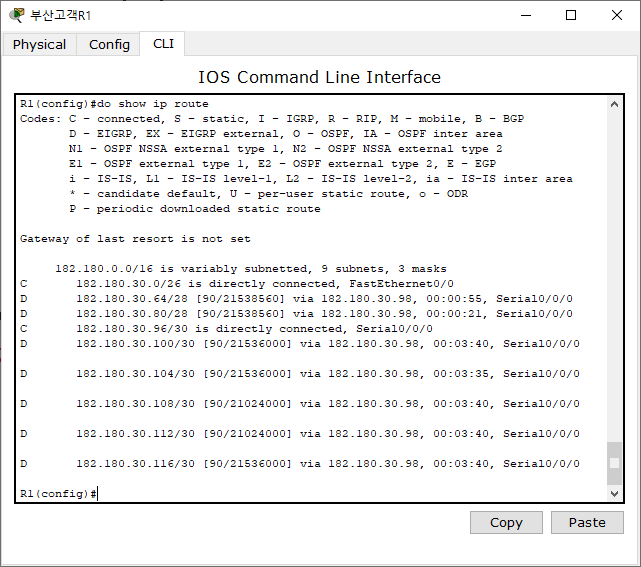 부산고객R1
Physical Config CLI
IOS Command Line Interface
R1(config)#do show ip route
Codes: C - connected, S - static, I - IGRP, R - RIP, M - mobile, B - BGP
D - EIGRP, EX - EIGRP external, O - OSPF, IA - OSPF inter area
N1 - OSPF NSSA external type 1, N2 - OSPF NSSA external type 2
E1 - OSPF external type 1, E2 - OSPF external type 2, E - EGP
i - IS-IS, L1 - IS-IS level-1, L2 - IS-IS level-2, ia - IS-IS inter area
* - candidate default, U - per-user static route, o - ODR
P - periodic downloaded static route
Gateway of last resort is not set
182.180.0.0/16 is variably subnetted, 9 subnets, 3 masks
C 182.180.30.0/26 is directly connected, FastEthernet0/0
D 182.180.30.64/28 [90/21538560] via 182.180.30.98, 00:00:55, Serial0/0/0
D 182.180.30.80/28 [90/21538560] via 182.180.30.98, 00:00:21, Serial0/0/0
C 182.180.30.96/30 is directly connected, Serial0/0/0
D 182.180.30.100/30 [90/21536000] via 182.180.30.98, 00:03:40, Serial0/0/0
D 182.180.30.104/30 [90/21536000] via 182.180.30.98, 00:03:35, Serial0/0/0
D 182.180.30.108/30 [90/21024000] via 182.180.30.98, 00:03:40, Serial0/0/0
D 182.180.30.112/30 [90/21024000] via 182.180.30.98, 00:03:40, Serial0/0/0
D 182.180.30.116/30 [90/21536000] via 182.180.30.98, 00:03:40, Serial0/0/0
R1(config)#
Copy Paste